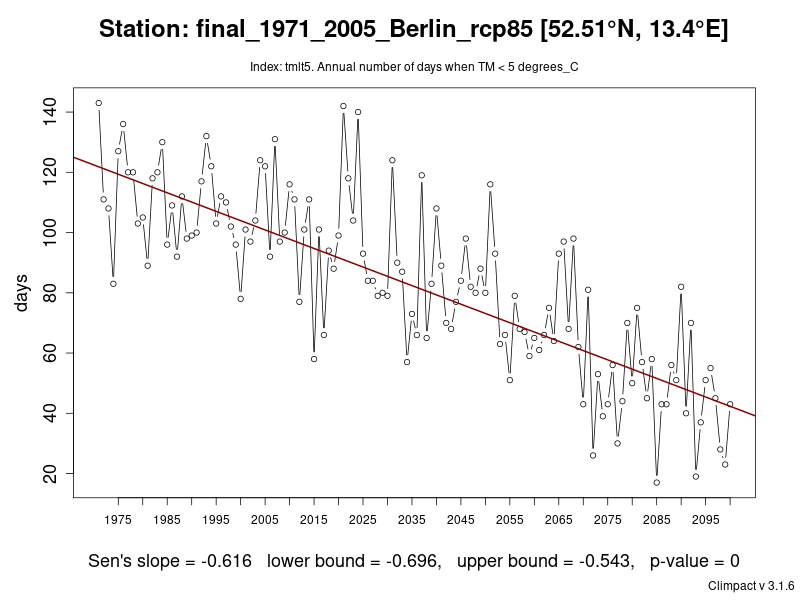 Station: final_1971_2005_Berlin_rcp85 [52.51°N, 13.4°E]
Index: tmlt5. Annual number of days when TM < 5 degrees_C
days
140
120
100
80
60
40
20
1975 1985 1995 2005 2015 2025 2035 2045 2055 2065 2075 2085 2095
Sen's slope = -0.616 lower bound = -0.696, upper bound = -0.543, p-value = 0
Climpact v 3.1.6